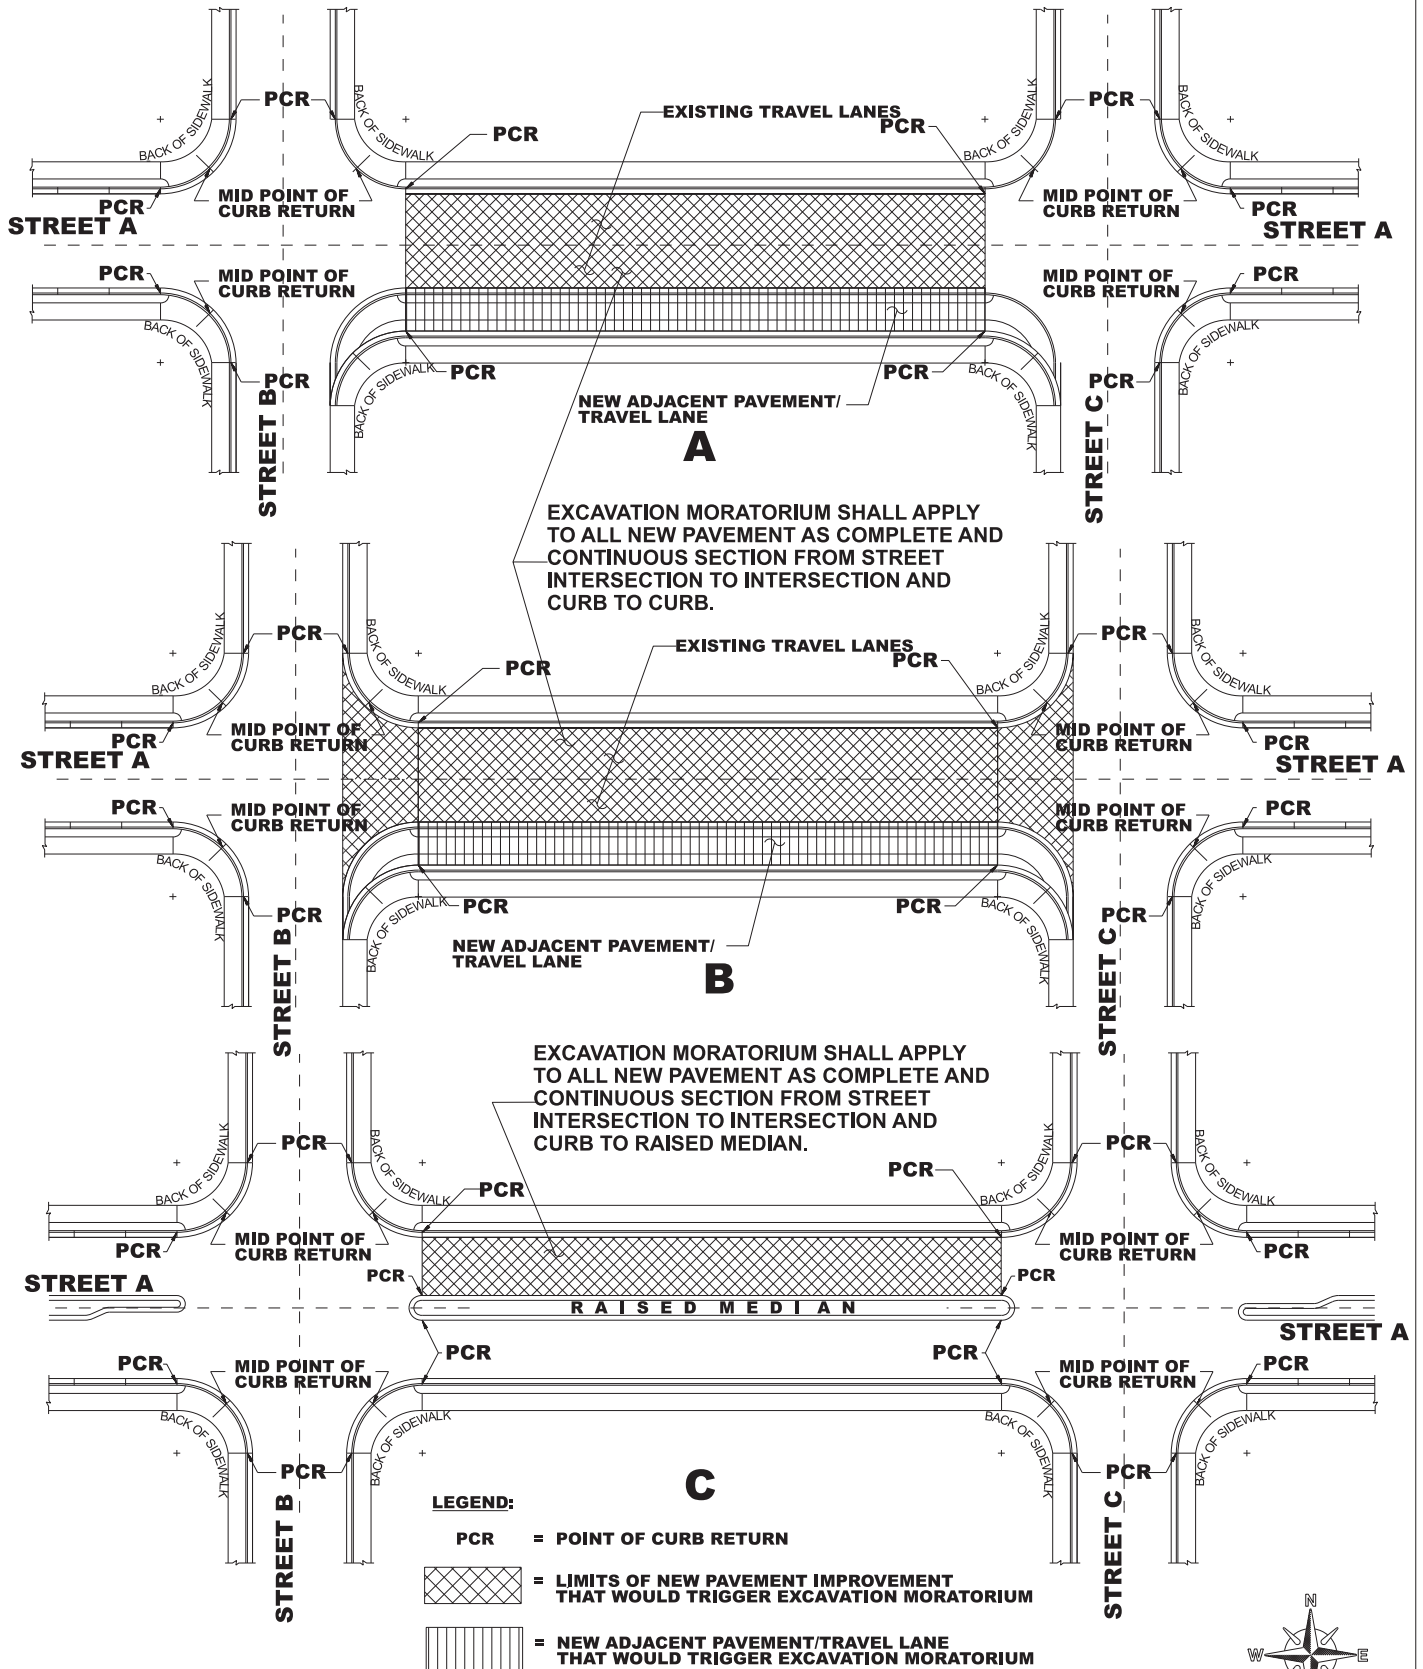 BACK OF SIDEWALK
PCR
BACK OF SIDEWALK
EXISTING TRAVEL LANES
PCR
PCR
BACK OF SIDEWALK
PCR
BACK OF SIDEWALK
MID POINT OF
CURB RETURN
MID POINT OF
CURB RETURN
PCR
STREET A
PCR
STREET A
PCR
MID POINT OF
CURB RETURN
MID POINT OF
CURB RETURN
PCR
BACK OF SIDEWALK
PCR
BACK OF SIDEWALK
PCR
PCR
BACK OF SIDEWALK
PCR
BACK OF SIDEWALK
NEW ADJACENT PAVEMENT/
TRAVEL LANE
STREET B
A
STREET C
EXCAVATION MORATORIUM SHALL APPLY
TO ALL NEW PAVEMENT AS COMPLETE AND
CONTINUOUS SECTION FROM STREET
INTERSECTION TO INTERSECTION AND
CURB TO CURB.
BACK OF SIDEWALK
PCR
BACK OF SIDEWALK
EXISTING TRAVEL LANES
PCR
PCR
BACK OF SIDEWALK
PCR
BACK OF SIDEWALK
MID POINT OF
CURB RETURN
MID POINT OF
CURB RETURN
PCR
STREET A
PCR
STREET A
PCR
MID POINT OF
CURB RETURN
MID POINT OF
CURB RETURN
PCR
BACK OF SIDEWALK
PCR
BACK OF SIDEWALK
PCR
PCR
BACK OF SIDEWALK
PCR
BACK OF SIDEWALK
NEW ADJACENT PAVEMENT/
TRAVEL LANE
STREET B
B
STREET C
EXCAVATION MORATORIUM SHALL APPLY
TO ALL NEW PAVEMENT AS COMPLETE AND
CONTINUOUS SECTION FROM STREET
INTERSECTION TO INTERSECTION AND
CURB TO RAISED MEDIAN.
BACK OF SIDEWALK
PCR
BACK OF SIDEWALK
PCR
PCR
BACK OF SIDEWALK
PCR
BACK OF SIDEWALK
PCR
MID POINT OF
CURB RETURN
MID POINT OF
CURB RETURN
PCR
STREET A
PCR
PCR
RAISED MEDIAN
STREET A
PCR
MID POINT OF
CURB RETURN
PCR
PCR
MID POINT OF
CURB RETURN
PCR
BACK OF SIDEWALK
PCR
BACK OF SIDEWALK
BACK OF SIDEWALK
PCR
BACK OF SIDEWALK
STREET B
C
STREET C
LEGEND:
PCR = POINT OF CURB RETURN
= LIMITS OF NEW PAVEMENT IMPROVEMENT
THAT WOULD TRIGGER EXCAVATION MORATORIUM
= NEW ADJACENT PAVEMENT/TRAVEL LANE
THAT WOULD TRIGGER EXCAVATION MORATORIUM
N
W E